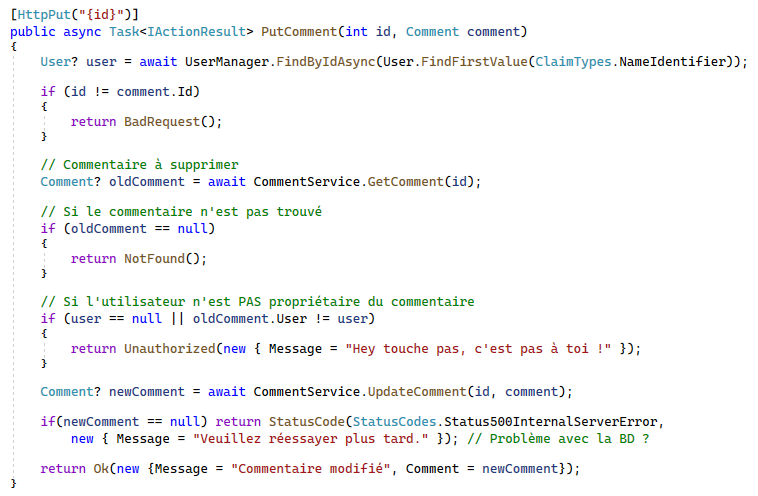 [HttpPut("{id}")]
public async Task<IActionResult> PutComment(int id, Comment comment)
{
    User? user = await UserManager.FindByIdAsync(User.FindFirstValue(ClaimTypes.NameIdentifier));
    if (id != comment.Id)
    {
        return BadRequest();
    }
    // Commentaire à supprimer
    Comment? oldComment = await CommentService.GetComment(id);
    // Si le commentaire n'est pas trouvé
    if (oldComment == null)
    {
        return NotFound();
    }
    // Si l'utilisateur n'est PAS propriétaire du commentaire
    if (user == null || oldComment.User != user)
    {
        return Unauthorized(new { Message = "Hey touche pas, c'est pas à toi !" });
    }
    Comment? newComment = await CommentService.UpdateComment(id, comment);
    if(newComment == null) return StatusCode(StatusCodes.Status500InternalServerError,
        new { Message = "Veuillez réessayer plus tard." }); // Problème avec la BD ?
    return Ok(new {Message = "Commentaire modifié", Comment = newComment});
}